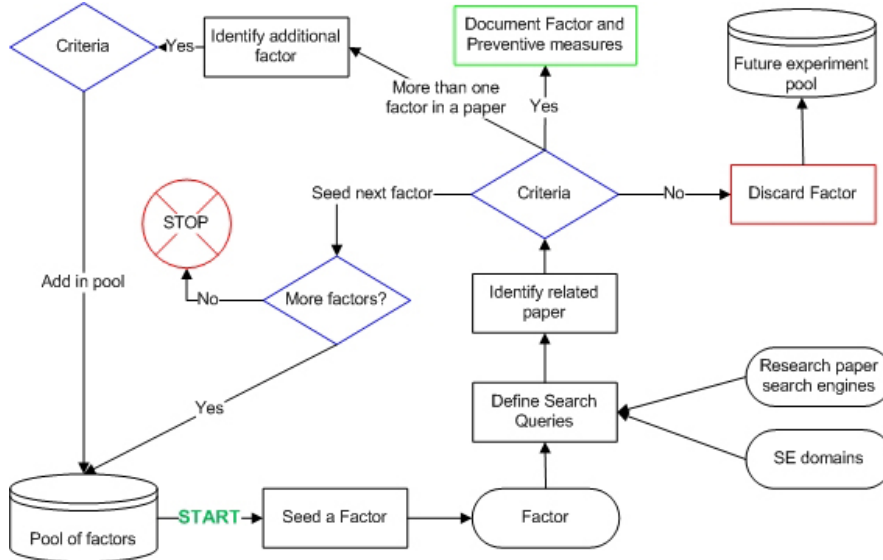 Criteria
Yes
Identify additional
factor
Document Factor and
Preventive measures
Future experiment
pool
More than one
factor in a paper
Yes
Seed next factor
Criteria
No
Discard Factor
STOP
Add in pool
No
More factors?
Identify related
paper
Yes
Define Search
Queries
Research paper
search engines
SE domains
Pool of factors
START
Seed a Factor
Factor